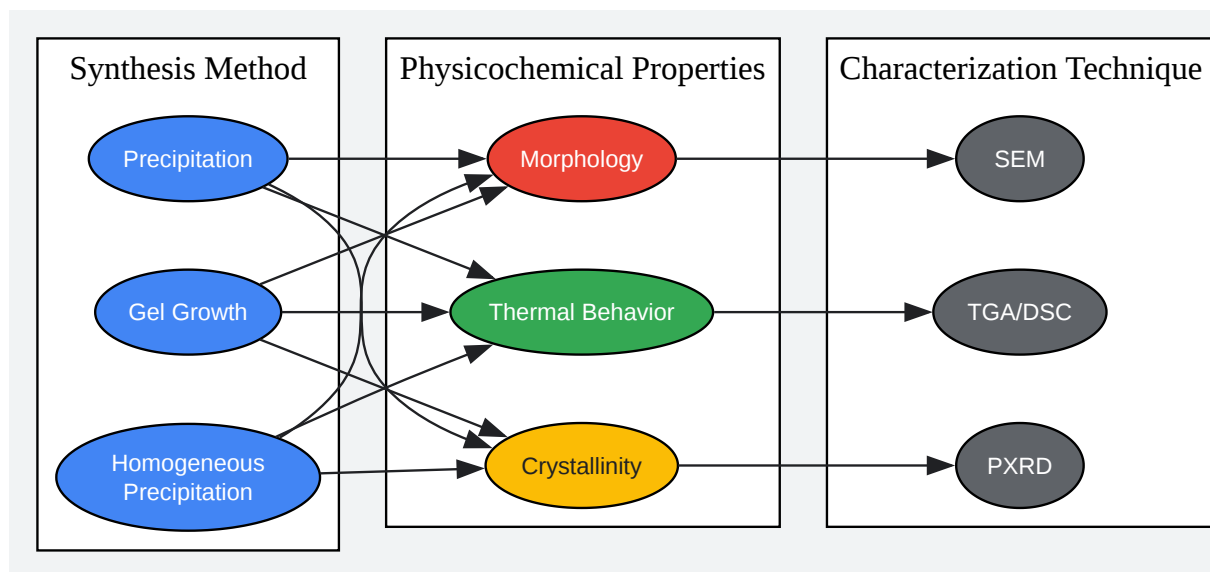 Synthesis Method
Precipitation
Gel Growth
Homogeneous
Precipitation
Physicochemical Properties
Morphology
Thermal Behavior
Crystallinity
Characterization Technique
SEM
TGA/DSC
PXRD